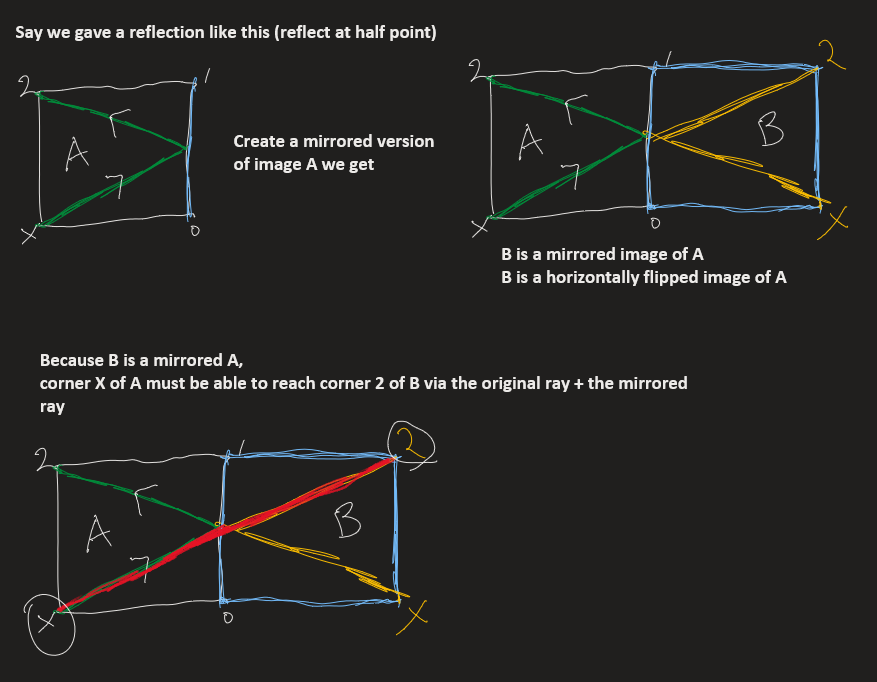 Say we gave a reflection like this (reflect at half point)
2
1
A
X
0
Create a mirrored version
of image A we get
2
1
2
A
B
X
0
X
B is a mirrored image of A
B is a horizontally flipped image of A
Because B is a mirrored A,
corner X of A must be able to reach corner 2 of B via the original ray + the mirrored
ray
2
1
2
A
B
X
0
X